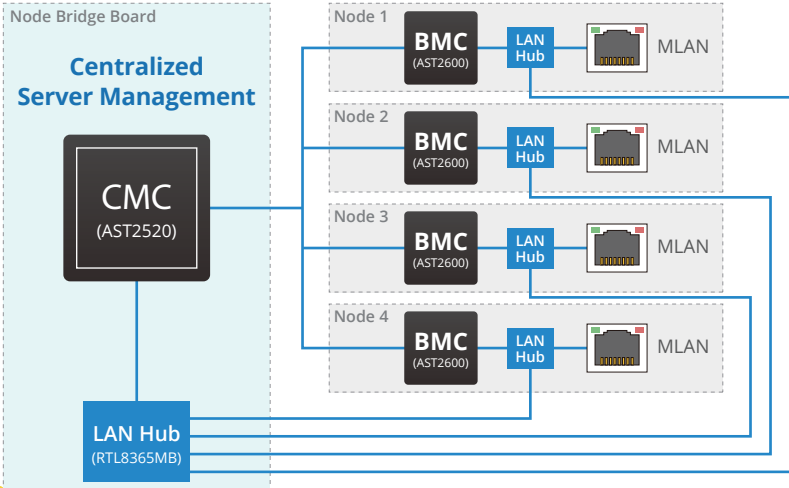 Node Bridge Board
Centralized
Server Management
CMC
(AST2520)
LAN Hub
(RTL8365MB)
Node 1
BMC
(AST2600)
LAN
Hub
MLAN
Node 2
BMC
(AST2600)
LAN
Hub
MLAN
Node 3
BMC
(AST2600)
LAN
Hub
MLAN
Node 4
BMC
(AST2600)
LAN
Hub
MLAN